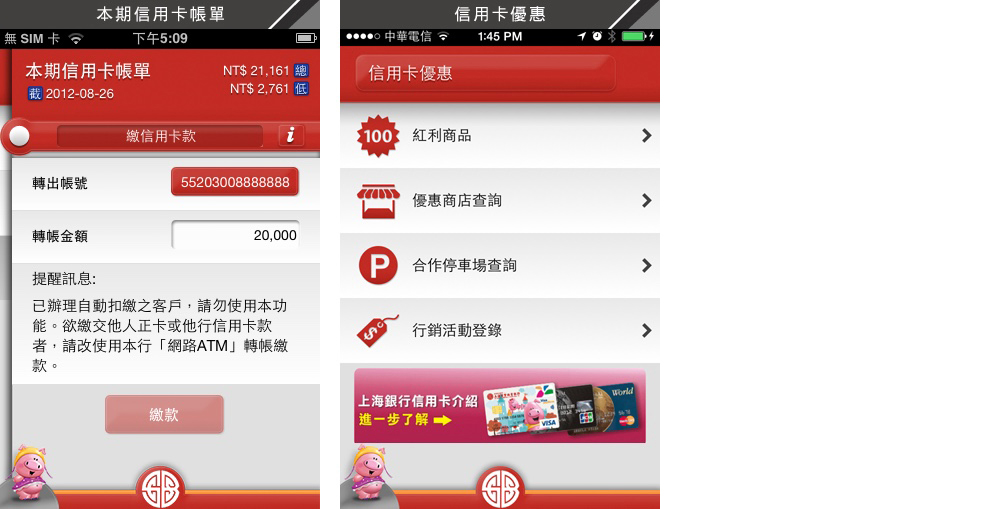 本期信用卡帳單
無 SIM 卡 下午5:09
本期信用卡帳單
NT$ 21,161 總
截 2012-08-26
NT$ 2,761 低
繳信用卡款
i
轉出帳號 55203008888888
轉帳金額 20,000
提醒訊息:
已辦理自動扣繳之客戶，請勿使用本功
能。欲繳交他人正卡或他行信用卡款
者，請改使用本行「網路ATM」轉帳繳
款。
繳款
信用卡優惠
中華電信 1:45 PM
信用卡優惠
100 紅利商品
優惠商店查詢
P 合作停車場查詢
$ 行銷活動登錄
上海銀行信用卡介紹
進一步了解
VISA
JCB
World
MasterCard